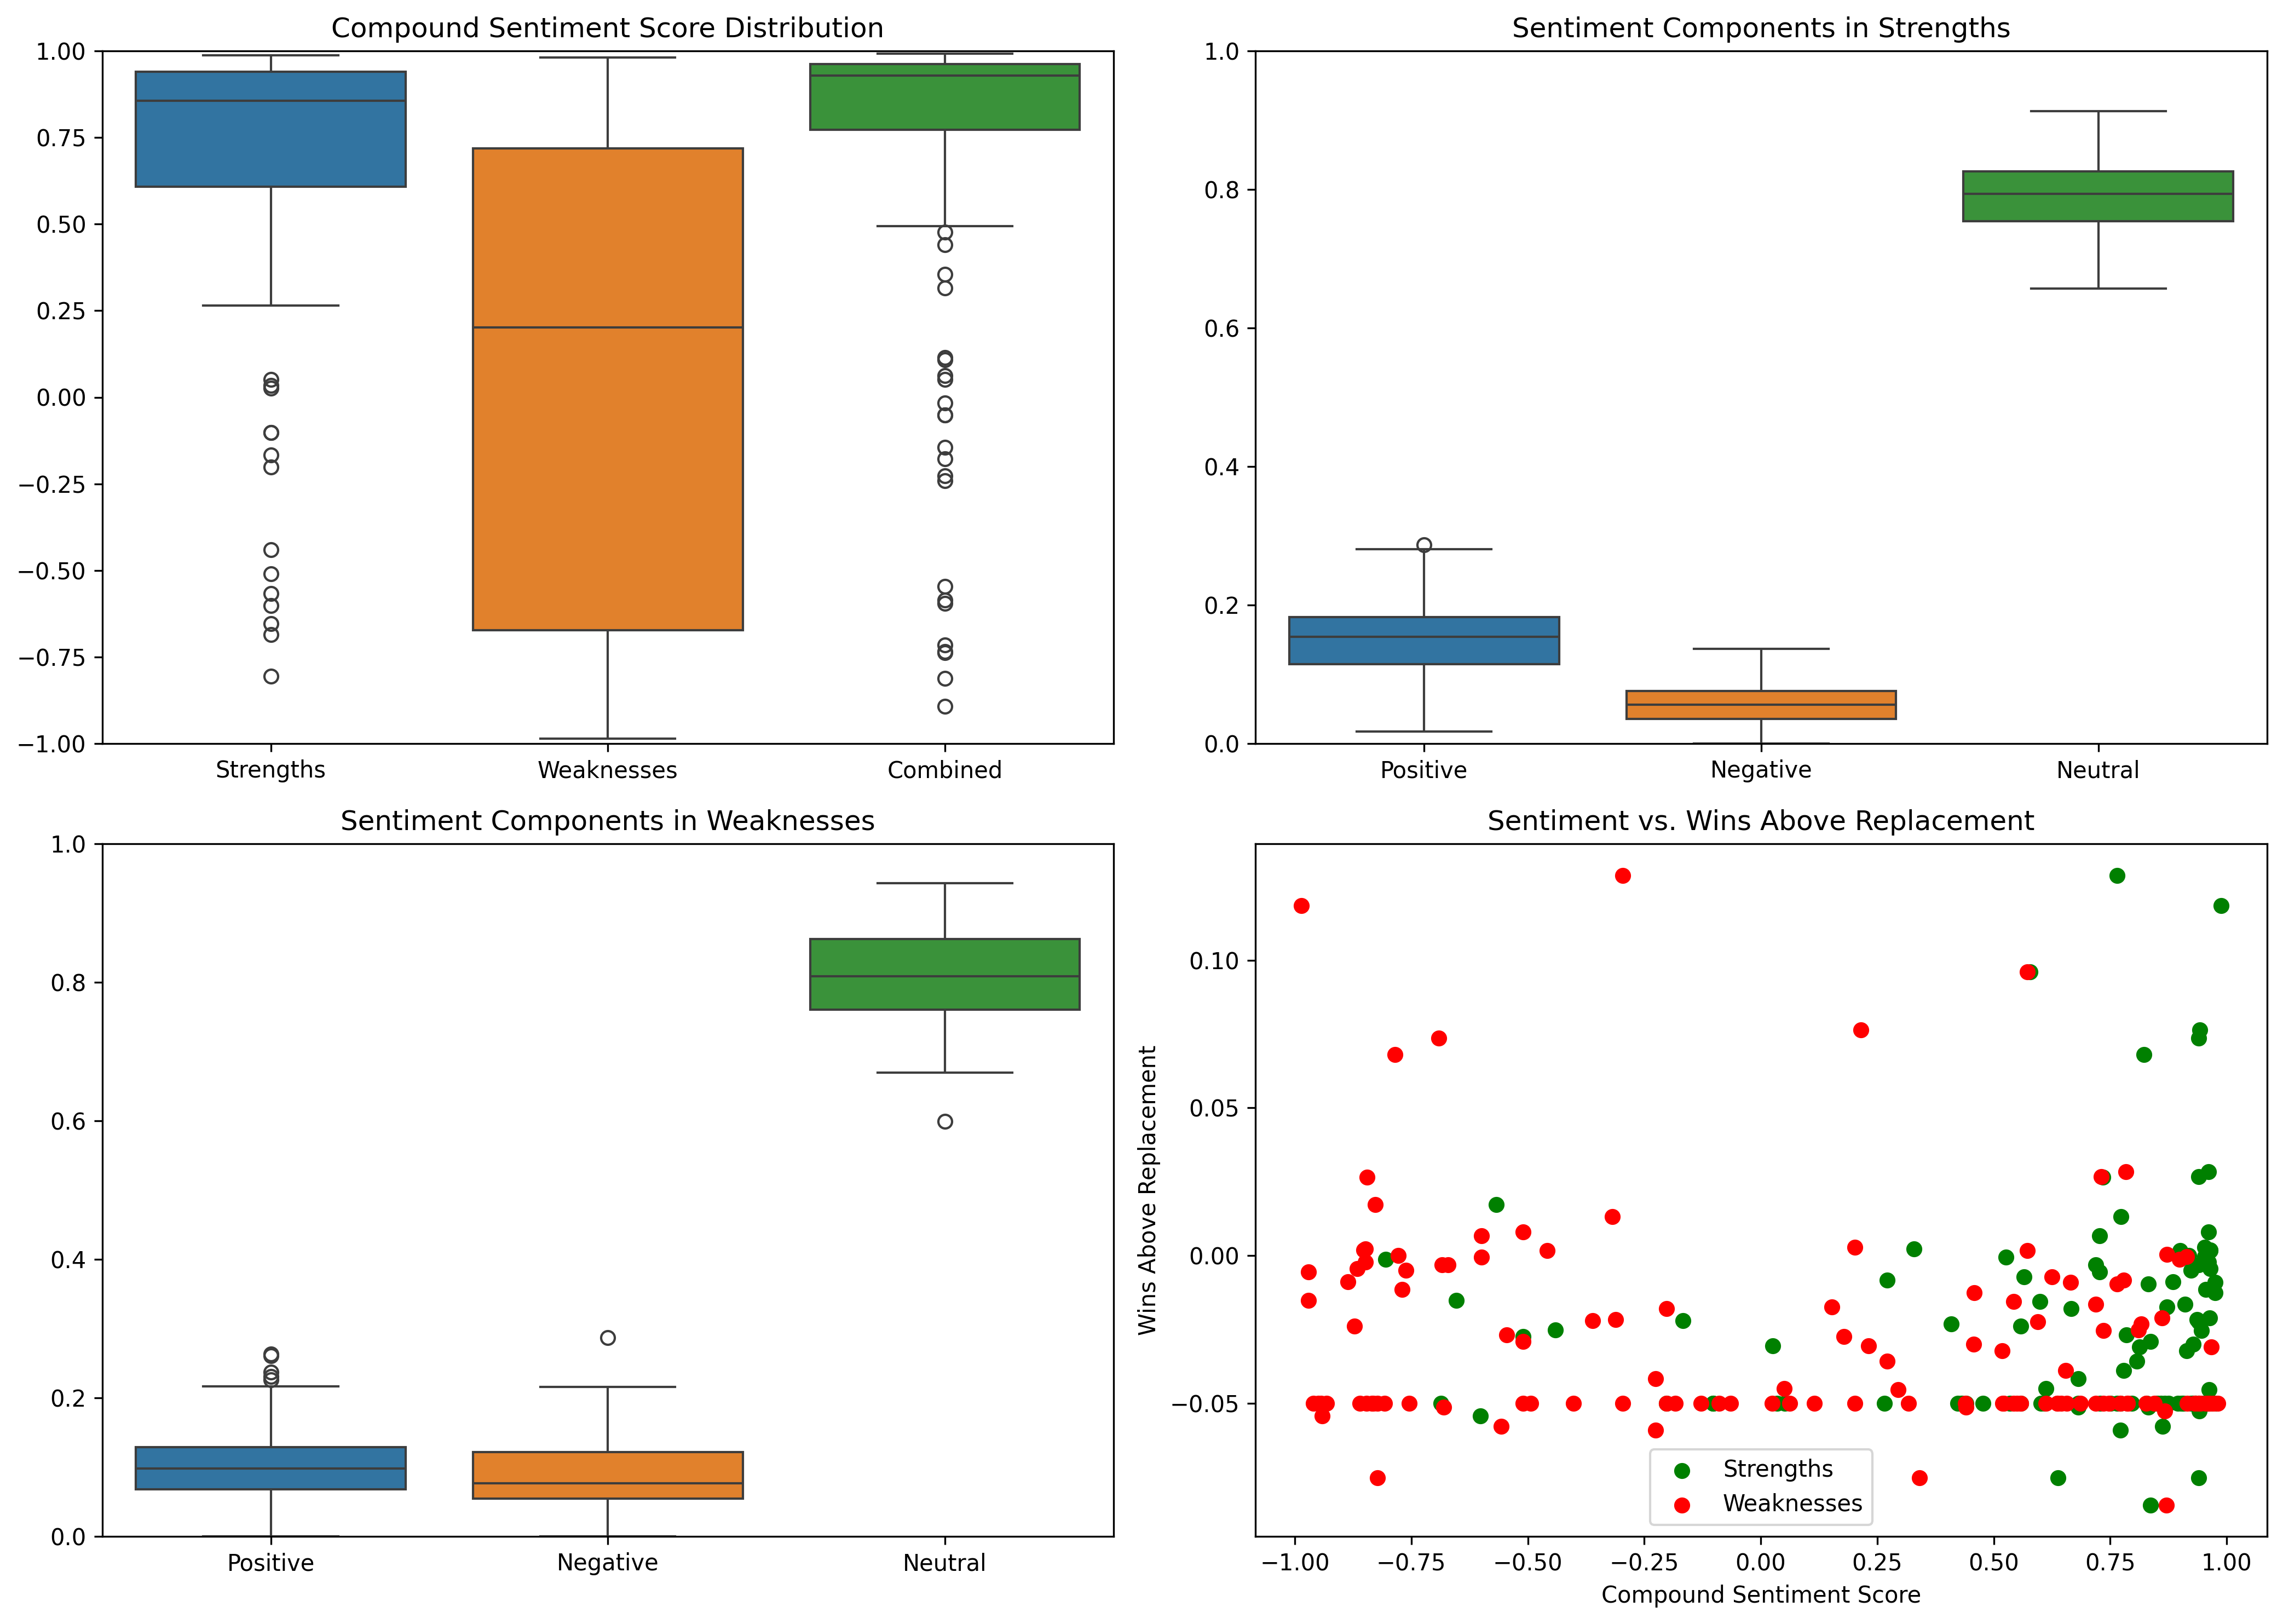 Compound Sentiment Score Distribution
1.00
0.75
0.50
0.25
0.00
−0.25
−0.50
−0.75
−1.00
Strengths
Weaknesses
Combined
Sentiment Components in Strengths
1.0
0.8
0.6
0.4
0.2
0.0
Positive
Negative
Neutral
Sentiment Components in Weaknesses
1.0
0.8
0.6
0.4
0.2
0.0
Positive
Negative
Neutral
Sentiment vs. Wins Above Replacement
Wins Above Replacement
0.10
0.05
0.00
−0.05
Strengths
Weaknesses
−1.00
−0.75
−0.50
−0.25
0.00
0.25
0.50
0.75
1.00
Compound Sentiment Score